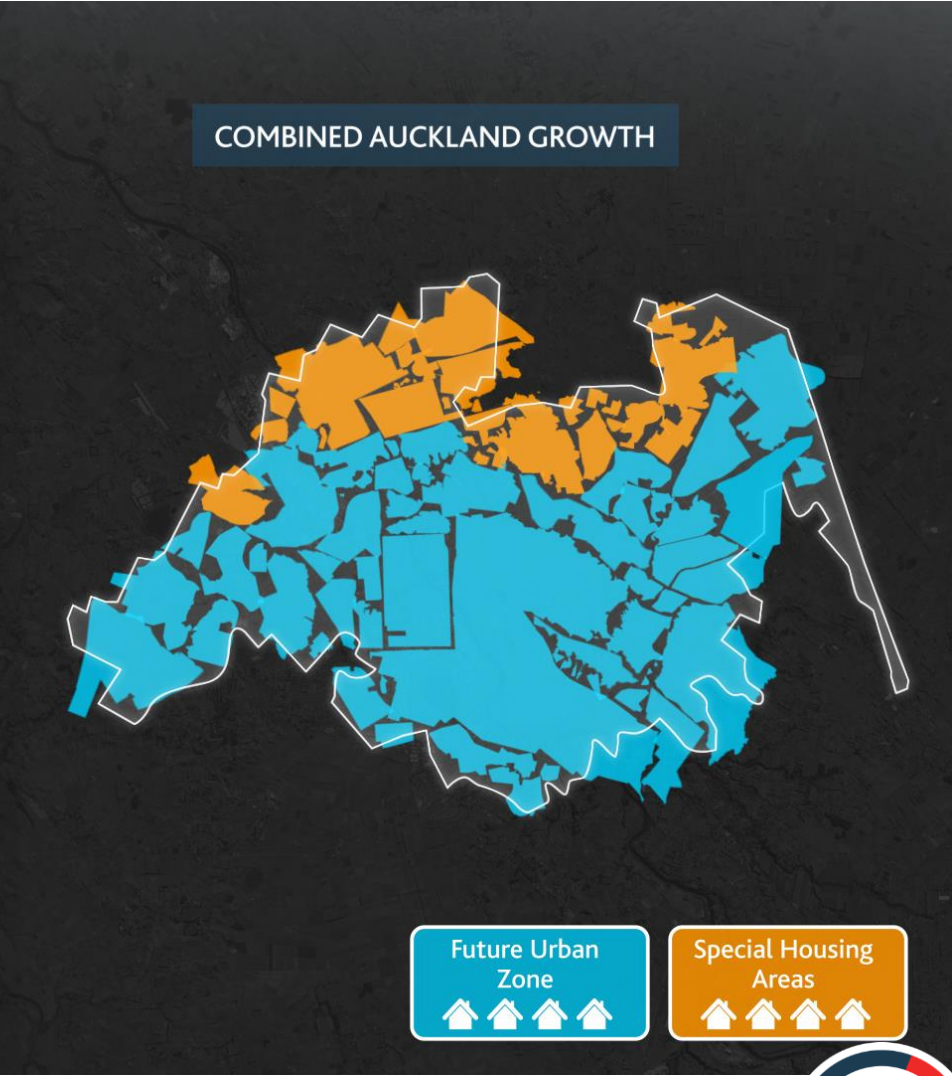 COMBINED AUCKLAND GROWTH
Future Urban
Zone
Special Housing
Areas